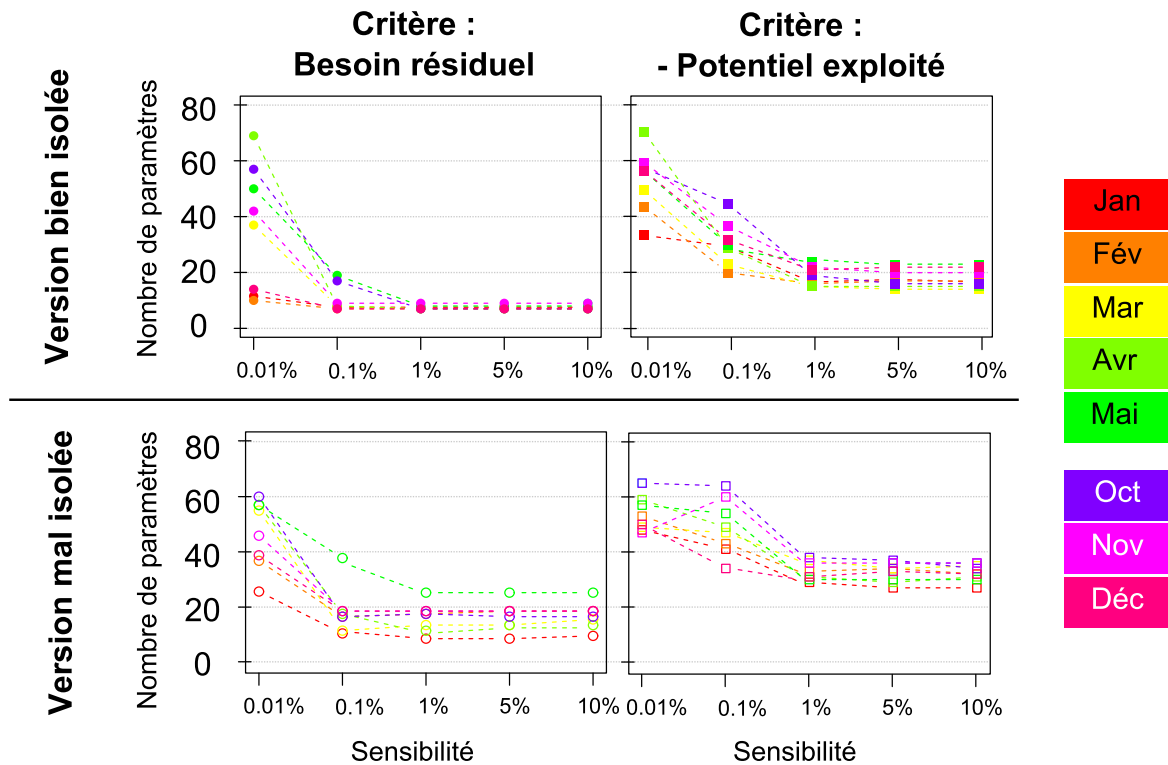 Critère :
Besoin résiduel
Critère :
- Potentiel exploité
Version bien isolée
Nombre de paramètres
80
60
40
20
0
0.01% 0.1% 1% 5% 10%
0.01% 0.1% 1% 5% 10%
Version mal isolée
Nombre de paramètres
80
60
40
20
0
0.01% 0.1% 1% 5% 10%
0.01% 0.1% 1% 5% 10%
Sensibilité
Sensibilité
Jan
Fév
Mar
Avr
Mai
Oct
Nov
Déc